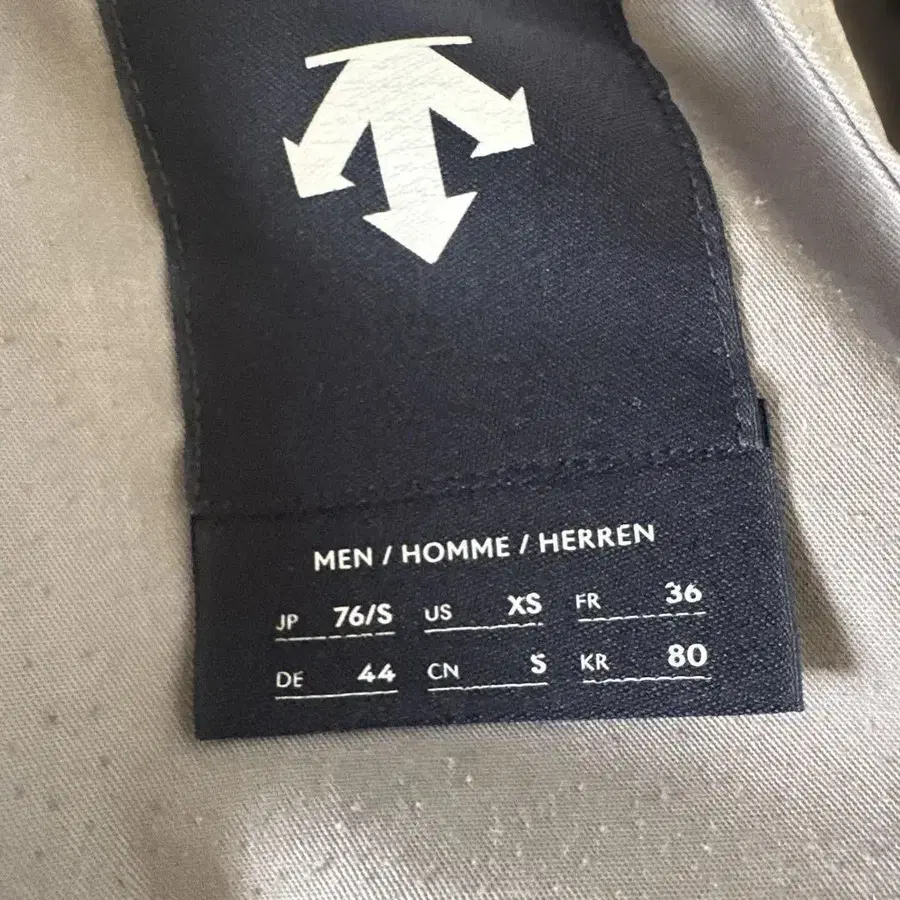 MEN / HOMME / HERREN
JP 76/S US XS FR 36
DE 44 CN S KR 80